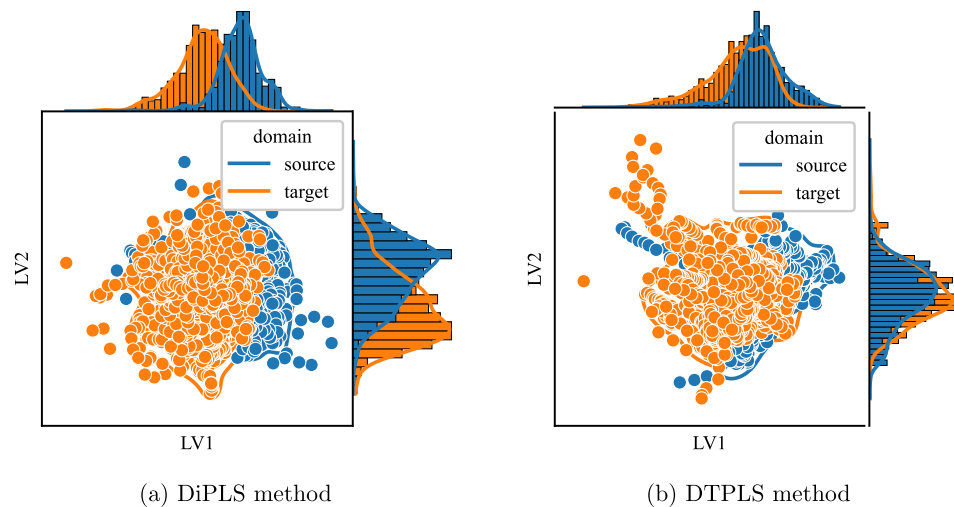 domain
source
target
LV2
LV1
(a) DiPLS method
domain
source
target
LV2
LV1
(b) DTPLS method